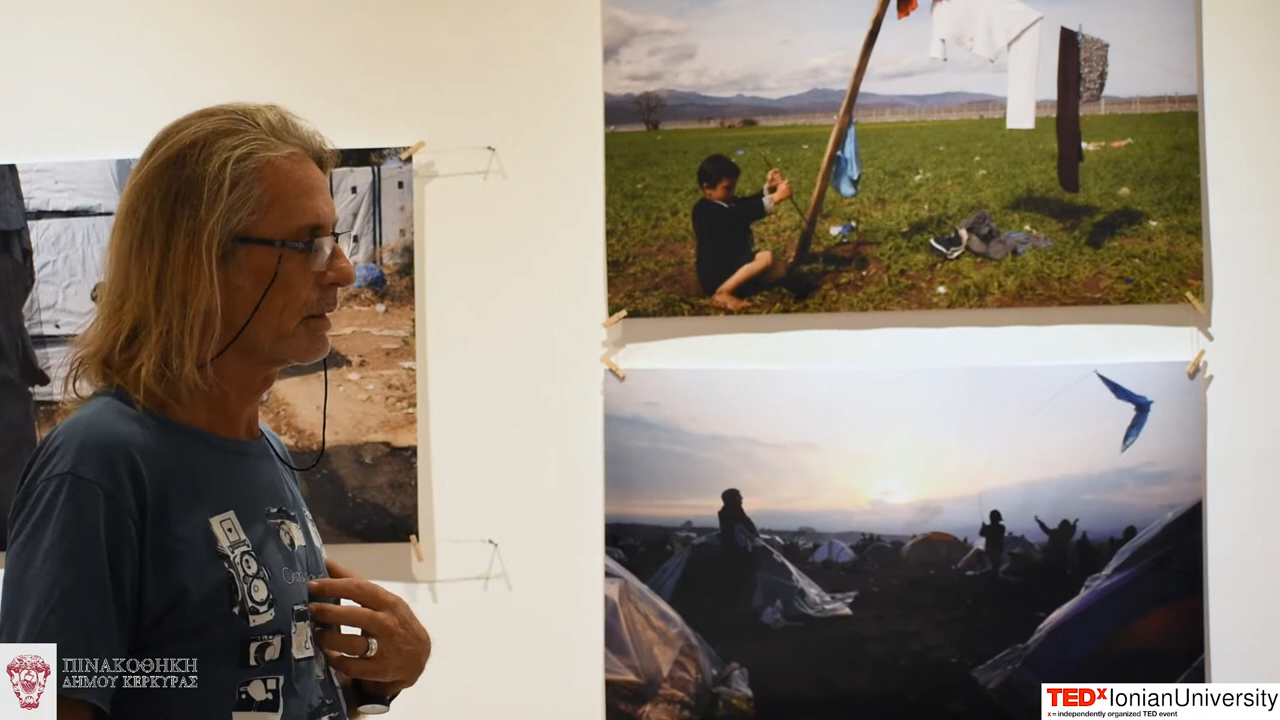 ΠΙΝΑΚΟΘΗΚΗ
ΔΗΜΟΥ ΚΕΡΚΥΡΑΣ
TEDxIonianUniversity
x = independently organized TED event